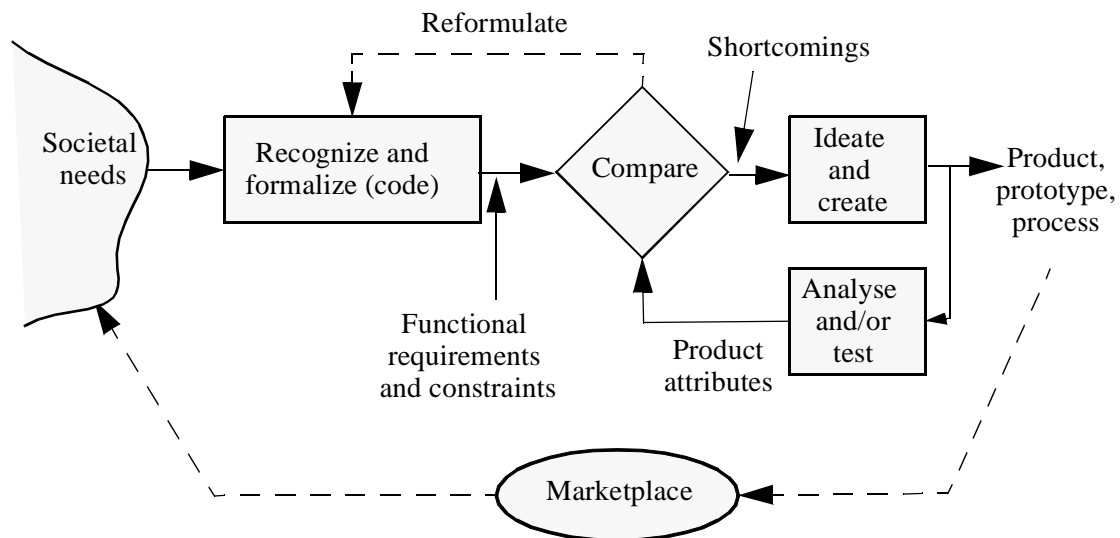 Reformulate
Shortcomings
Societal
needs
Recognize and
formalize (code)
Compare
Ideate
and
create
Product,
prototype,
process
Functional
requirements
and constraints
Product
attributes
Analyse
and/or
test
Marketplace